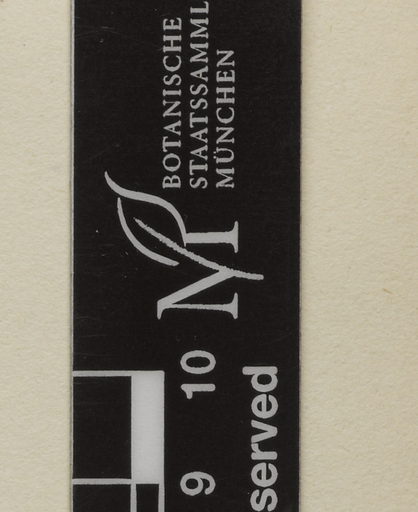 BOTANISCHE
STAATSSAMML
MÜNCHEN
M
9 10
served